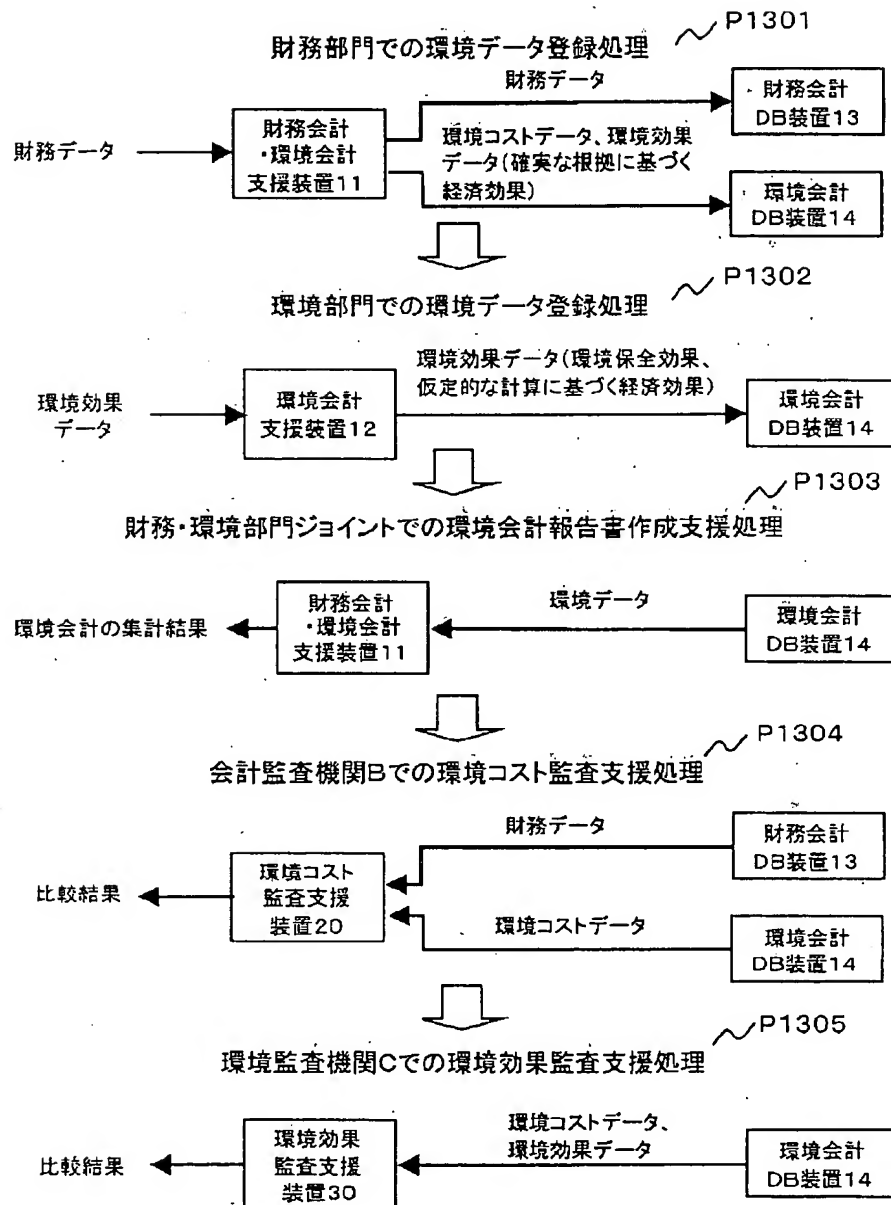 P1301
財務部門での環境データ登録処理
財務データ
財務データ
財務会計
・環境会計
支援装置11
環境コストデータ、環境効果
データ(確実な根拠に基づく
経済効果)
財務会計
DB装置13
環境会計
DB装置14
P1302
環境部門での環境データ登録処理
環境効果
データ
環境会計
支援装置12
環境効果データ(環境保全効果、
仮定的な計算に基づく経済効果)
環境会計
DB装置14
P1303
財務・環境部門ジョイントでの環境会計報告書作成支援処理
環境会計の集計結果
財務会計
・環境会計
支援装置11
環境データ
環境会計
DB装置14
P1304
会計監査機関Bでの環境コスト監査支援処理
比較結果
環境コスト
監査支援
装置20
財務データ
環境コストデータ
財務会計
DB装置13
環境会計
DB装置14
P1305
環境監査機関Cでの環境効果監査支援処理
比較結果
環境効果
監査支援
装置30
環境コストデータ、
環境効果データ
環境会計
DB装置14